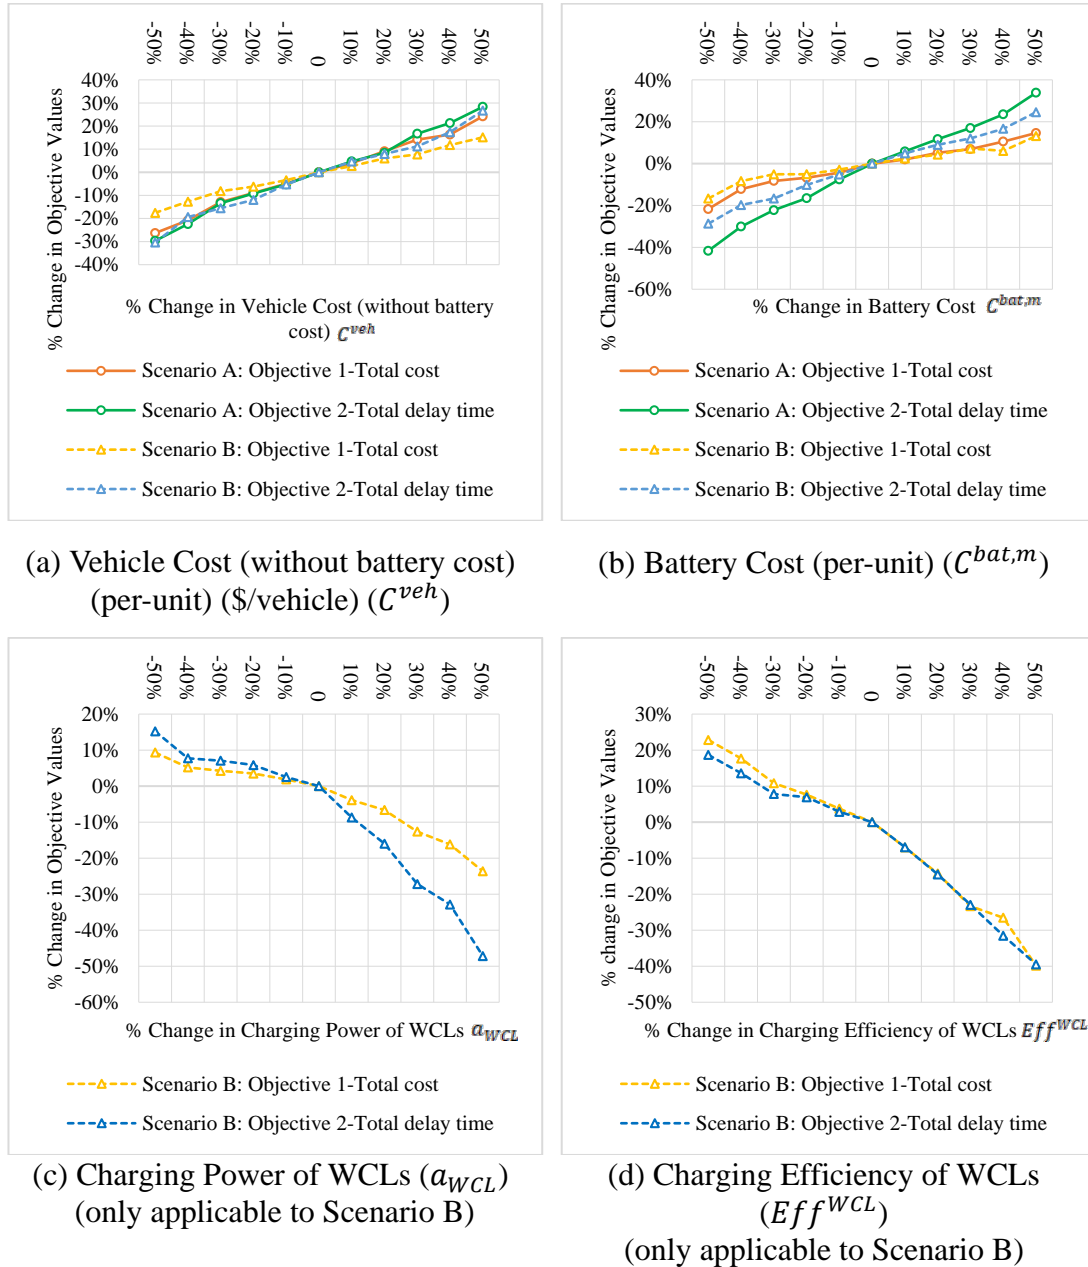 -50% -40% -30% -20% -10% 0 10% 20% 30% 40% 50%
40%
30%
20%
10%
0%
-10%
-20%
-30%
-40%
% Change in Objective Values
% Change in Vehicle Cost (without battery
cost) C^veh
Scenario A: Objective 1-Total cost
Scenario A: Objective 2-Total delay time
Scenario B: Objective 1-Total cost
Scenario B: Objective 2-Total delay time
(a) Vehicle Cost (without battery cost)
(per-unit) ($/vehicle) (C^veh)
-50% -40% -30% -20% -10% 0 10% 20% 30% 40% 50%
40%
20%
0%
-20%
-40%
-60%
% Change in Objective Values
% Change in Battery Cost C^bat,m
Scenario A: Objective 1-Total cost
Scenario A: Objective 2-Total delay time
Scenario B: Objective 1-Total cost
Scenario B: Objective 2-Total delay time
(b) Battery Cost (per-unit) (C^bat,m)
-50% -40% -30% -20% -10% 0 10% 20% 30% 40% 50%
20%
10%
0%
-10%
-20%
-30%
-40%
-50%
-60%
% Change in Objective Values
% Change in Charging Power of WCLs a_WCL
Scenario B: Objective 1-Total cost
Scenario B: Objective 2-Total delay time
(c) Charging Power of WCLs (a_WCL)
(only applicable to Scenario B)
-50% -40% -30% -20% -10% 0 10% 20% 30% 40% 50%
30%
20%
10%
0%
-10%
-20%
-30%
-40%
-50%
% change in Objective Values
% Change in Charging Efficiency of WCLs Eff^WCL
Scenario B: Objective 1-Total cost
Scenario B: Objective 2-Total delay time
(d) Charging Efficiency of WCLs
(Eff^WCL)
(only applicable to Scenario B)